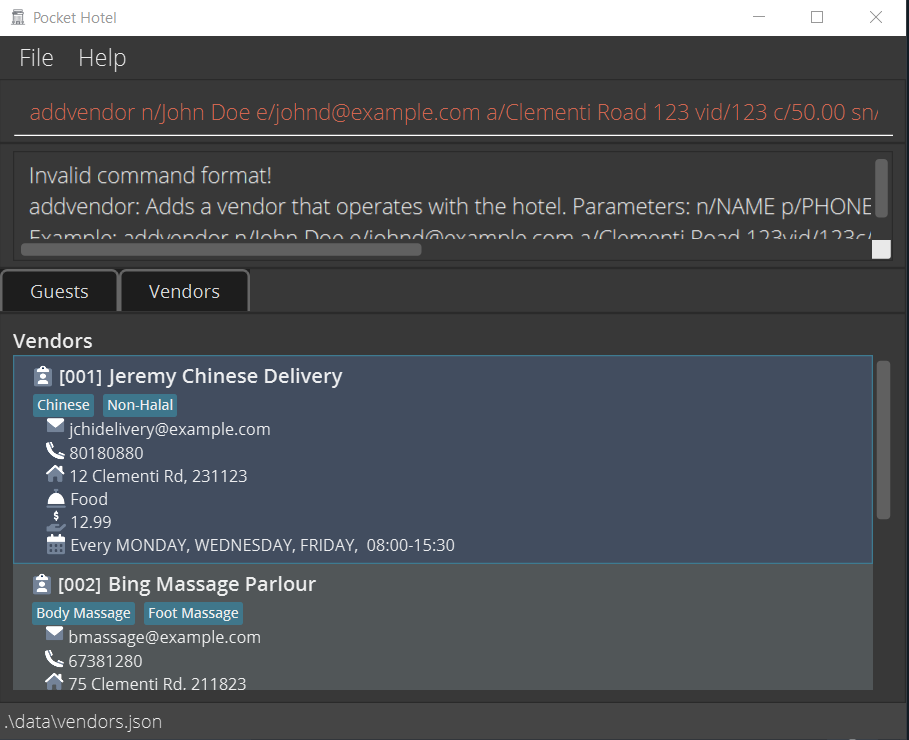 Pocket Hotel
File Help
addvendor n/John Doe e/johnd@example.com a/Clementi Road 123 vid/123 c/50.00 sn/
Invalid command format!
addvendor: Adds a vendor that operates with the hotel. Parameters: n/NAME p/PHONE
Example: addvendor n/John Doe e/johnd@example.com a/Clementi Road 123vid/123c/
Guests Vendors
Vendors
[001] Jeremy Chinese Delivery
Chinese Non-Halal
jchidelivery@example.com
80180880
12 Clementi Rd, 231123
Food
12.99
Every MONDAY, WEDNESDAY, FRIDAY, 08:00-15:30
[002] Bing Massage Parlour
Body Massage Foot Massage
bmassage@example.com
67381280
75 Clementi Rd, 211823
.\data\vendors.json